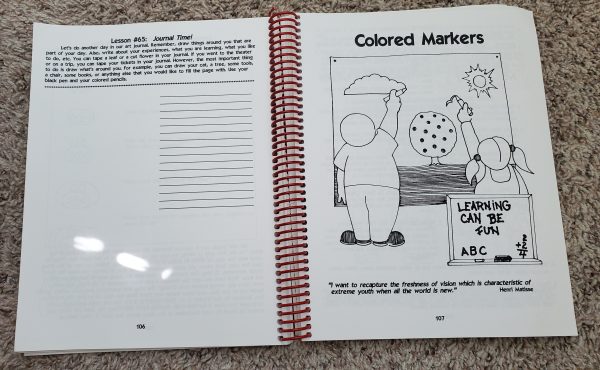 Lesson #65: Journal Time!
Let's do another day in our art journal. Remember, draw things around you that are
part of your day. Also, write about your experiences, what you are learning, what you like
to do, etc. You can tape a leaf or a cut flower in your journal. If you went to the theater
or on a trip, you can tape your tickets in your journal. However, the most important thing
to do is draw what's around you. For example, you can draw your cat, a tree, some tools,
a chair, some books, or anything else that you would like to fill the page with. Use your
black pen and your colored pencils.
106
Colored Markers
LEARNING
CAN BE
FUN
ABC
2
+2
4
"I want to recapture the freshness of vision which is characteristic of
extreme youth when all the world is new."
Henri Matisse
107